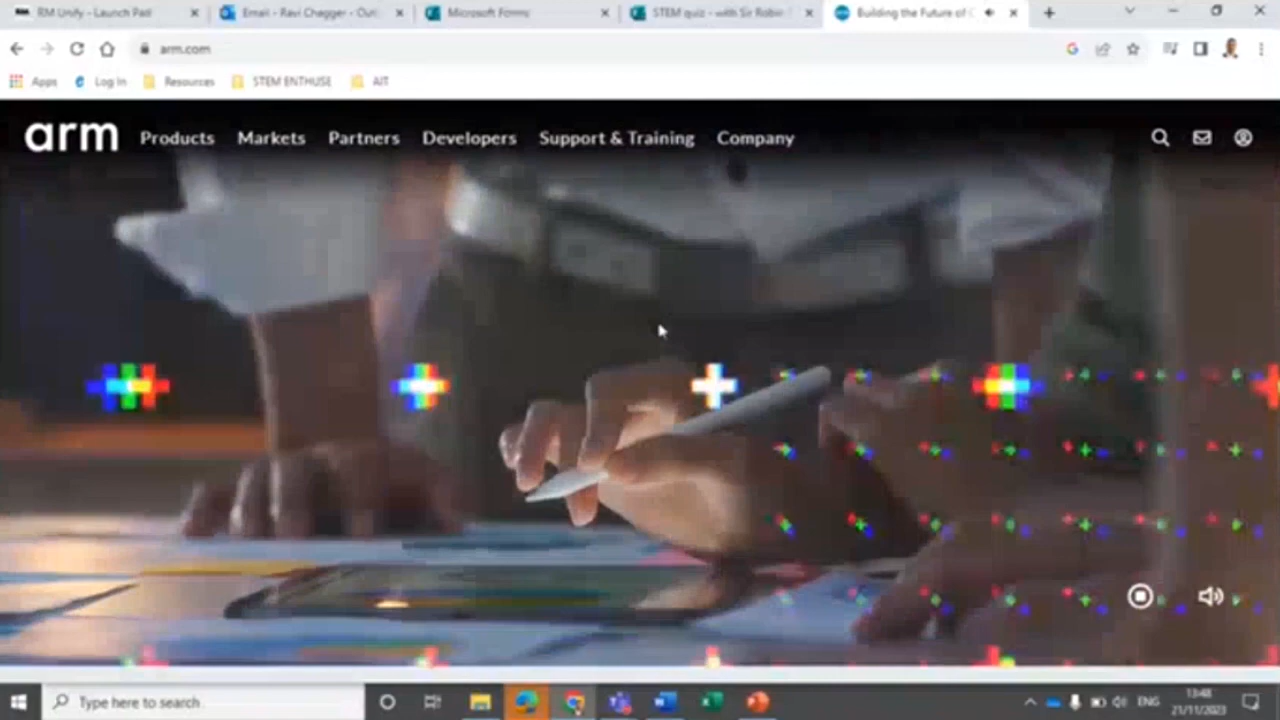 RM Unify - Launch Pad
Email - Ravi Chagger - Out
Microsoft Forms
STEM quiz - with Sir Robin
Building the Future of C
arm.com
Apps Log In Resources STEM ENTHUSE AIT
arm Products Markets Partners Developers Support & Training Company
Type here to search
ENG
13:48
21/11/2023